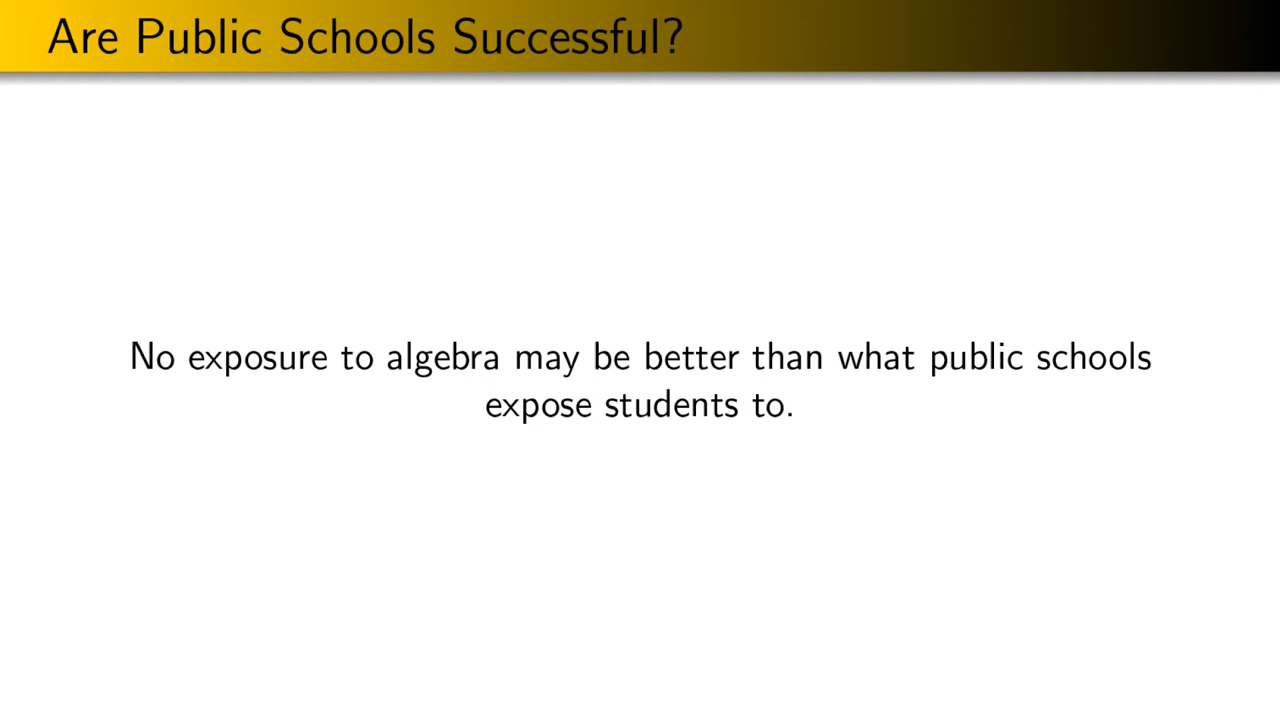 Are Public Schools Successful?
No exposure to algebra may be better than what public schools
expose students to.